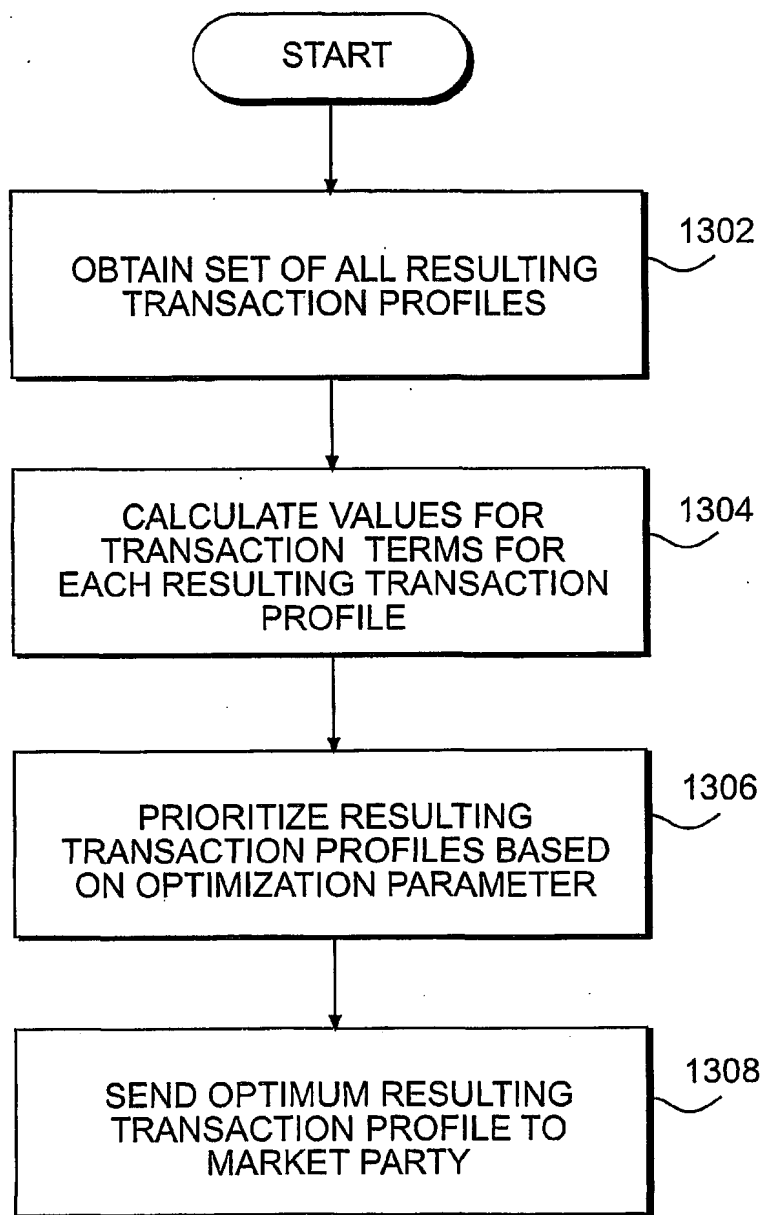 START
1302
OBTAIN SET OF ALL RESULTING
TRANSACTION PROFILES
1304
CALCULATE VALUES FOR
TRANSACTION TERMS FOR
EACH RESULTING TRANSACTION
PROFILE
1306
PRIORITIZE RESULTING
TRANSACTION PROFILES BASED
ON OPTIMIZATION PARAMETER
1308
SEND OPTIMUM RESULTING
TRANSACTION PROFILE TO
MARKET PARTY